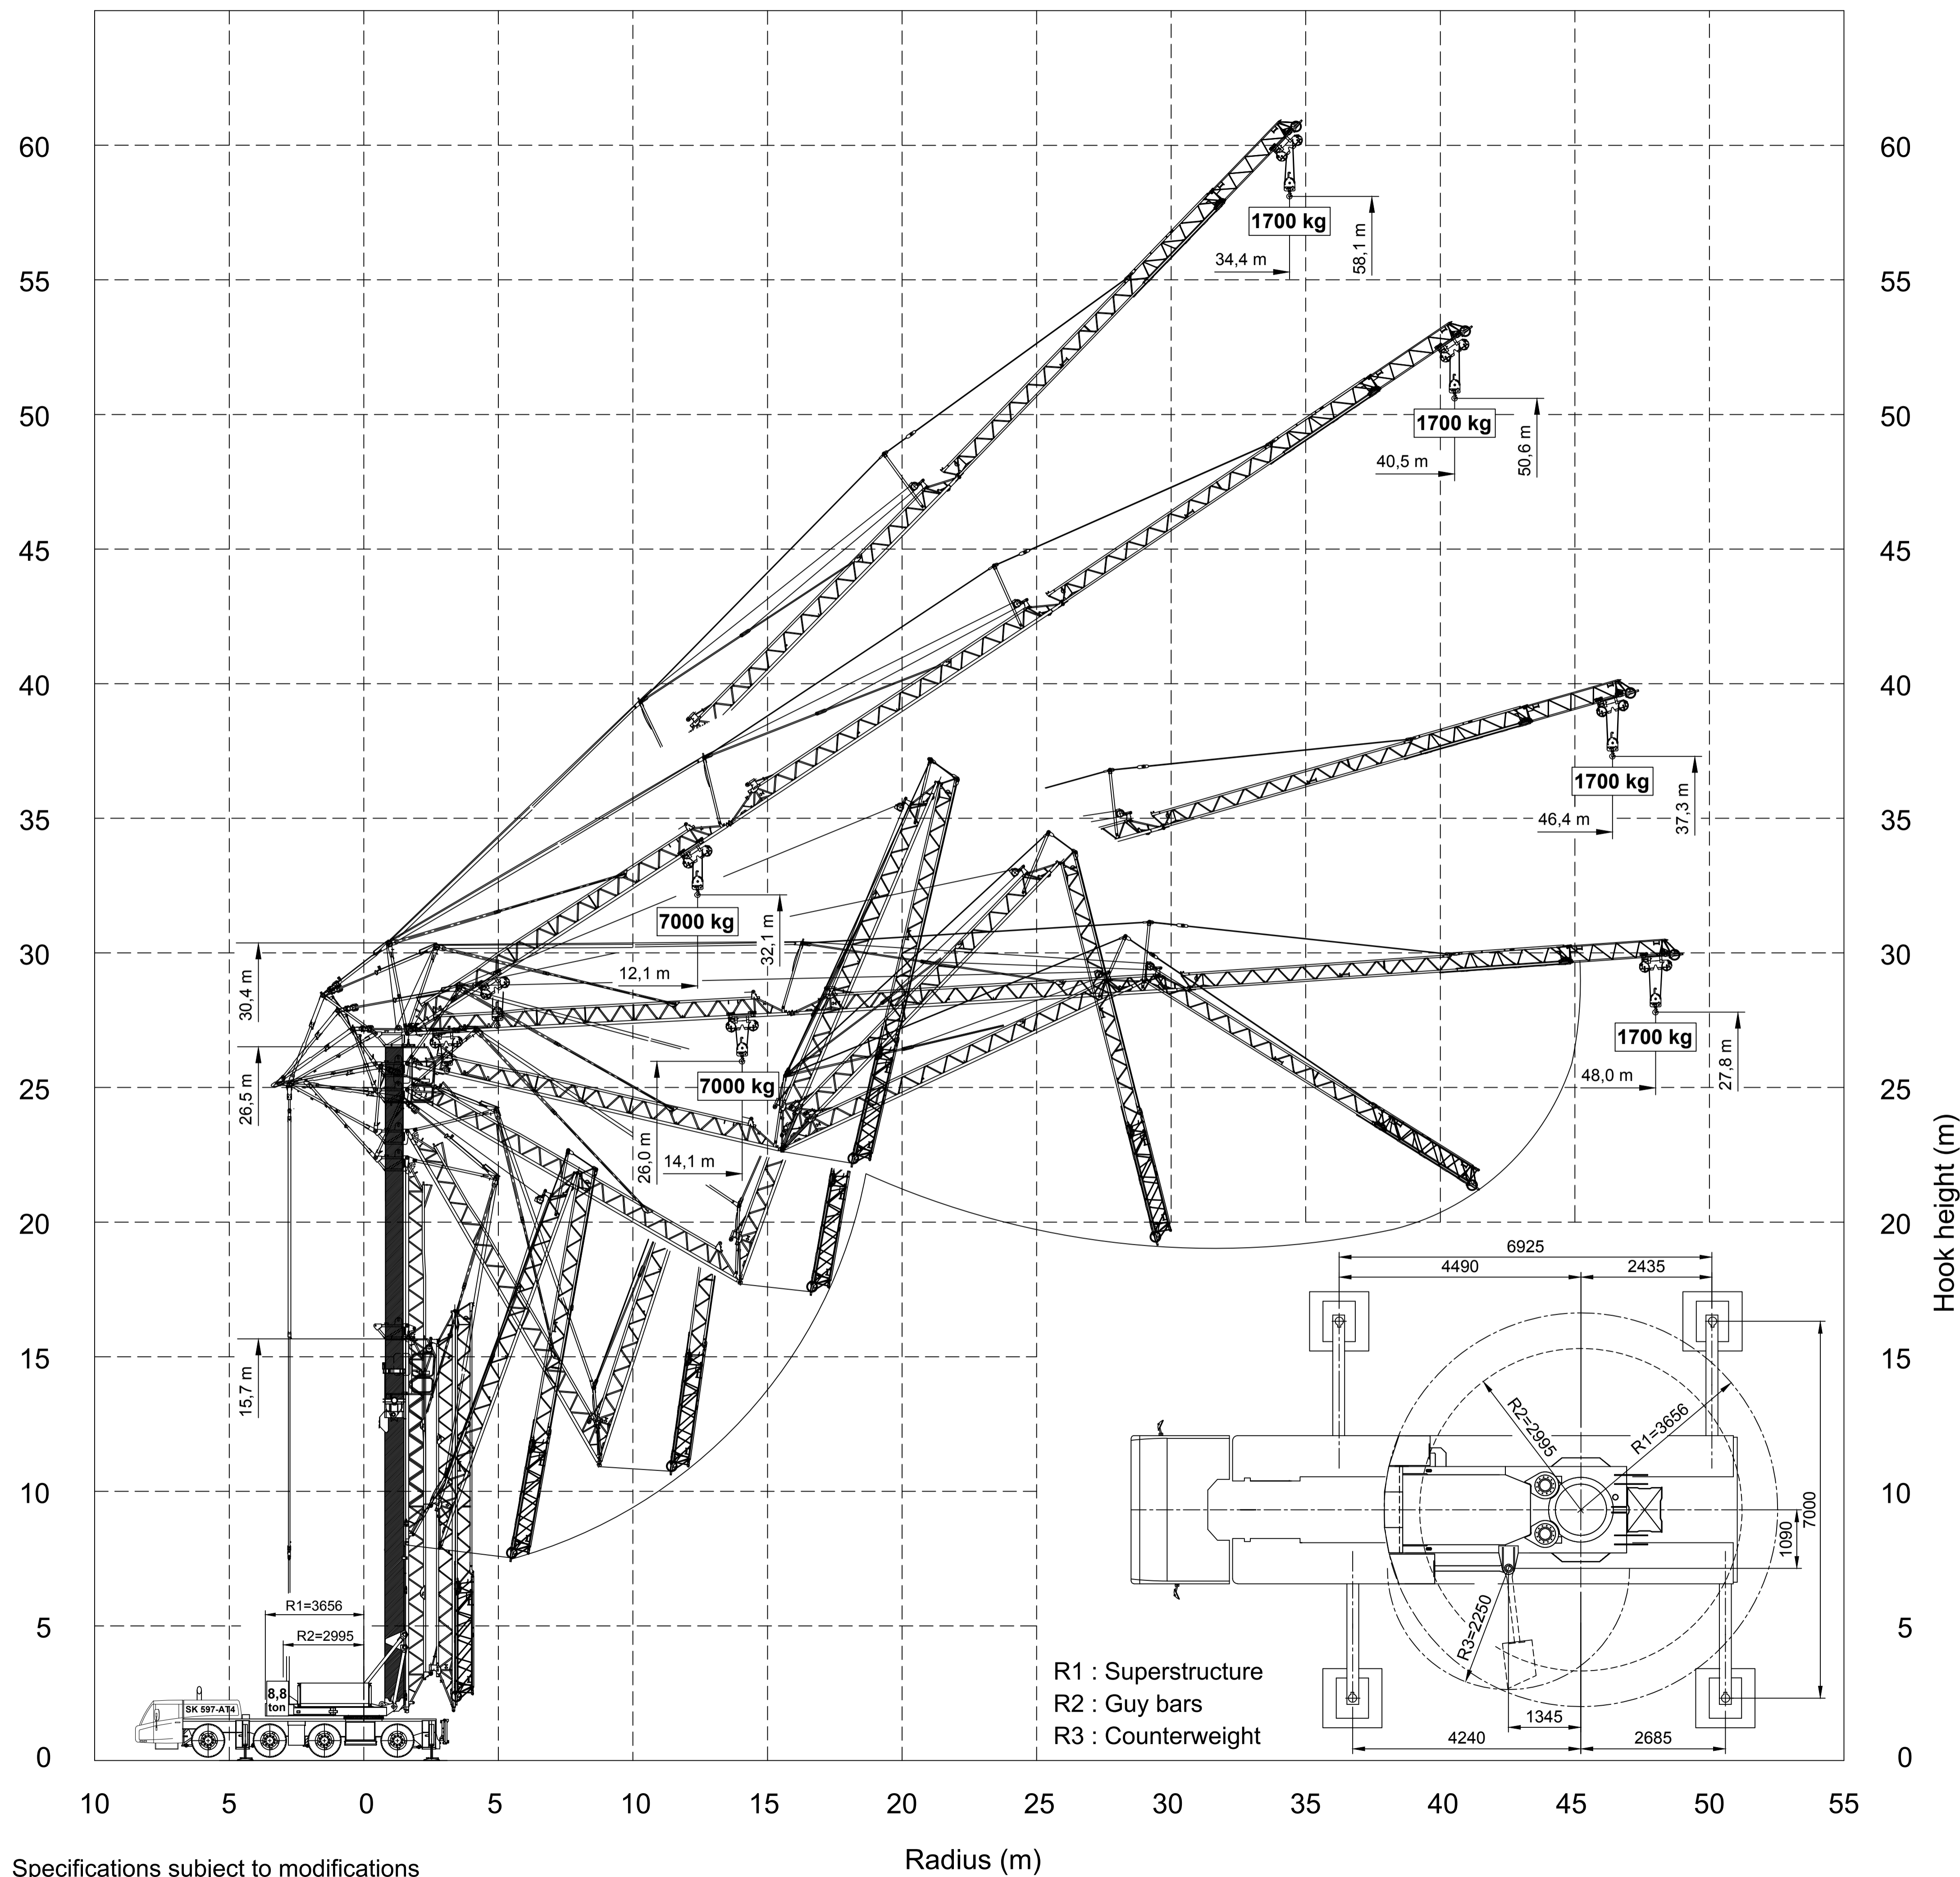 60
60
1700 kg
58,1 m
34,4 m
55
55
50
50
1700 kg
50,6 m
40,5 m
45
45
40
40
1700 kg
37,3 m
46,4 m
35
35
7000 kg
32,1 m
12,1 m
30
30
30,4 m
7000 kg
26,0 m
14,1 m
1700 kg
27,8 m
48,0 m
26,5 m
25
25
20
20
15,7 m
15
15
10
10
5
5
0
0
Hook height (m)
R1=3656
R2=2995
8,8
ton
SK 597-AT4
6925
4490
2435
R2=2995
R1=3656
7000
1090
R3=2250
1345
4240
2685
R1 : Superstructure
R2 : Guy bars
R3 : Counterweight
10
5
0
5
10
15
20
25
30
35
40
45
50
55
Radius (m)
Specifications subject to modifications